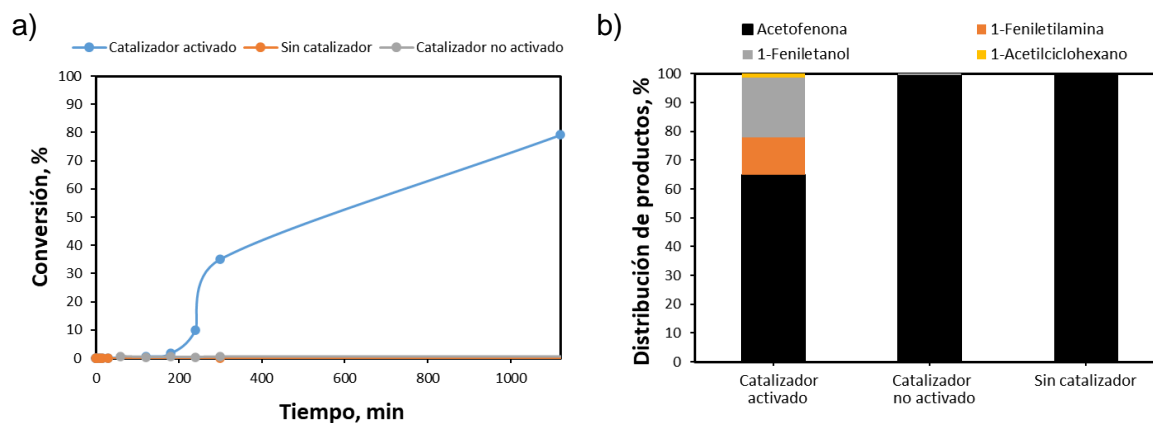 a)
Catalizador activado Sin catalizador Catalizador no activado
100
90
80
70
60
50
40
30
20
10
0
0 200 400 600 800 1000
Conversión, %
Tiempo, min
b)
Acetofenona 1-Feniletilamina
1-Feniletanol 1-Acetilciclohexano
100
90
80
70
60
50
40
30
20
10
0
Distribución de productos, %
Catalizador activado
Catalizador no activado
Sin catalizador